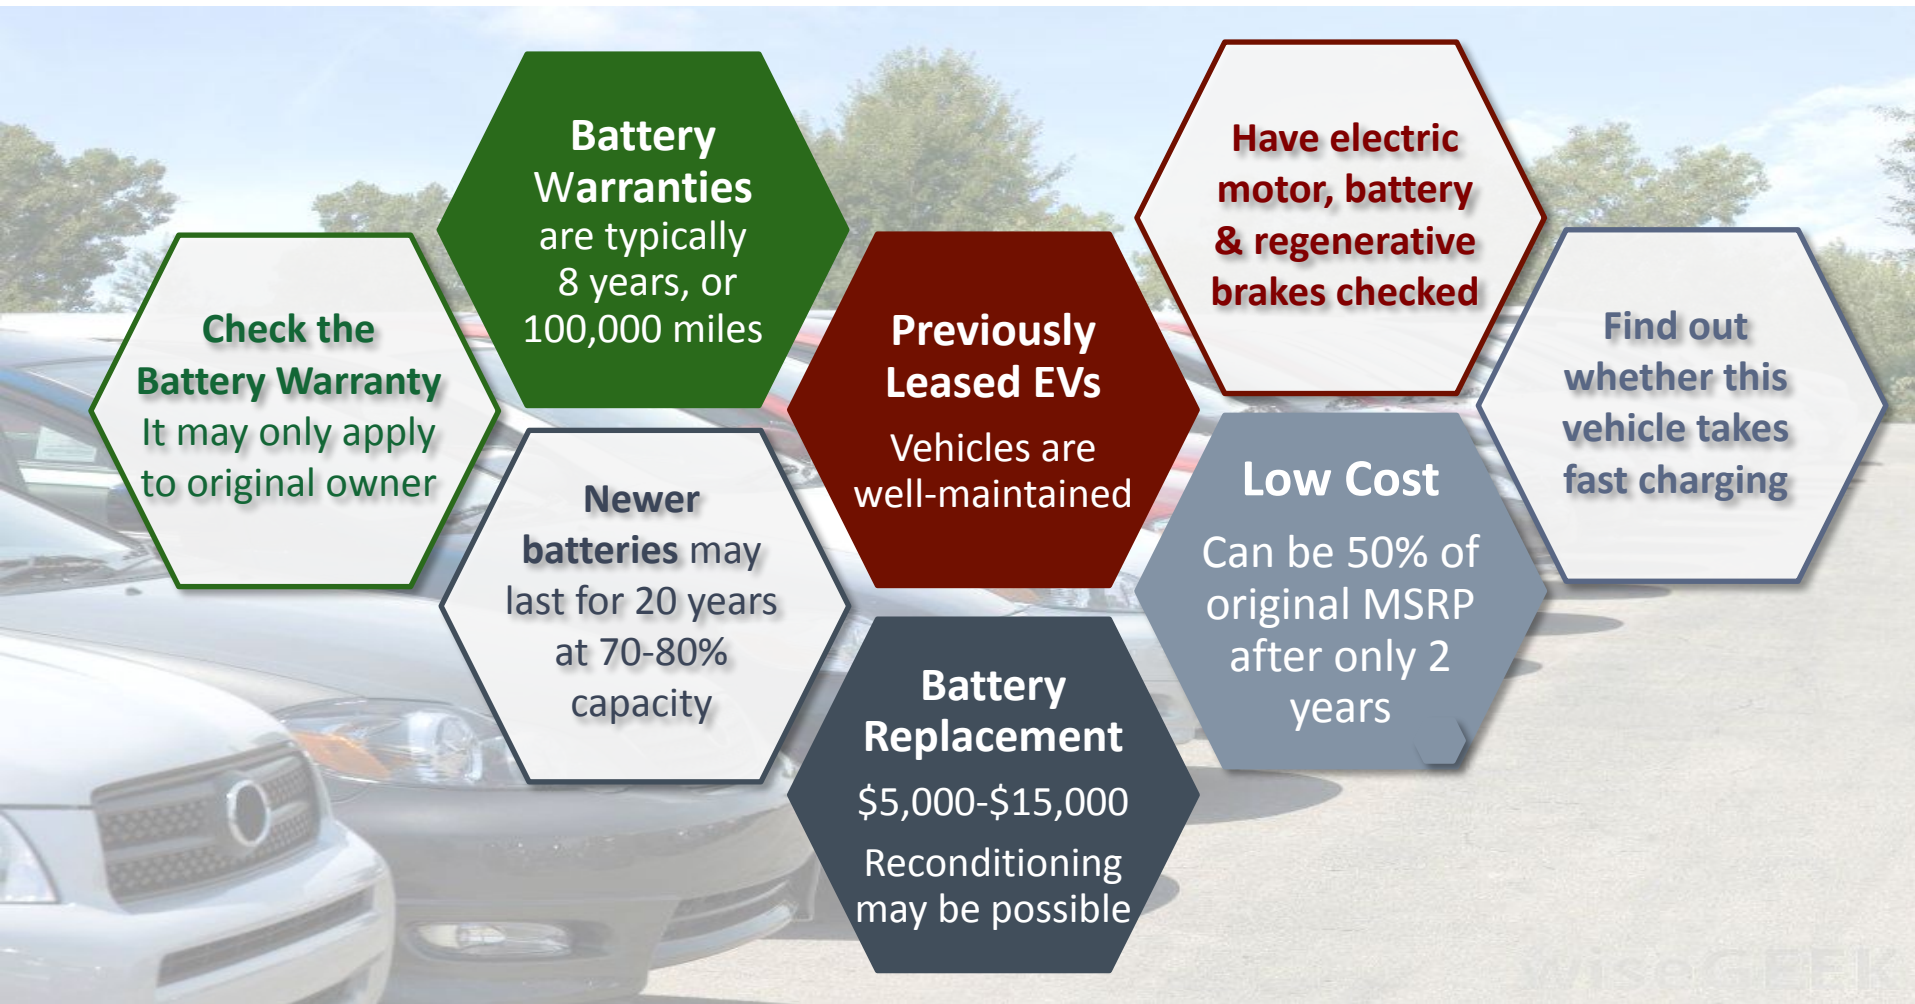 Check the
Battery Warranty
It may only apply
to original owner
Battery
Warranties
are typically
8 years, or
100,000 miles
Newer
batteries may
last for 20 years
at 70-80%
capacity
Previously
Leased EVs
Vehicles are
well-maintained
Battery
Replacement
$5,000-$15,000
Reconditioning
may be possible
Have electric
motor, battery
& regenerative
brakes checked
Low Cost
Can be 50% of
original MSRP
after only 2
years
Find out
whether this
vehicle takes
fast charging
wiseGEEK